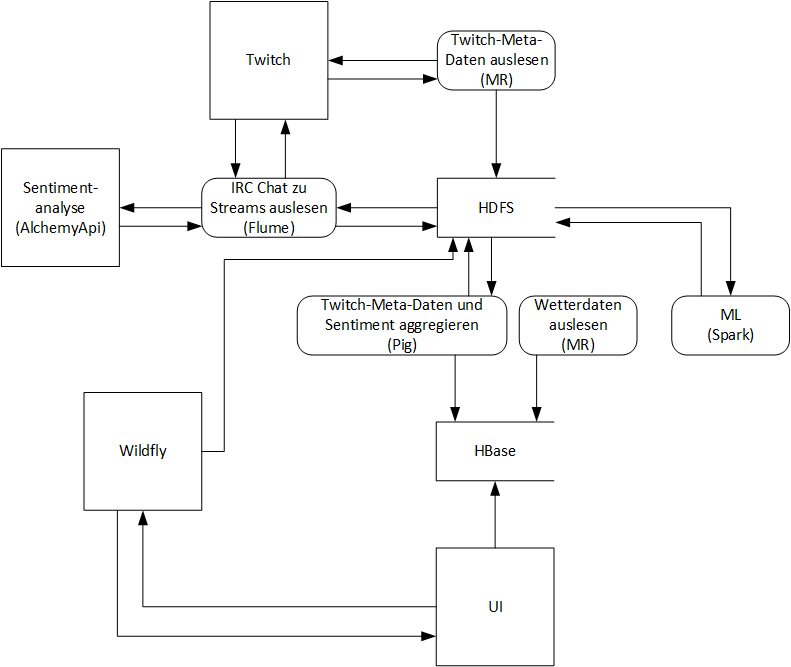 Twitch
Twitch-Meta-
Daten auslesen
(MR)
Sentiment-
analyse
(AlchemyApi)
IRC Chat zu
Streams auslesen
(Flume)
HDFS
Twitch-Meta-Daten und
Sentiment aggregieren
(Pig)
Wetterdaten
auslesen
(MR)
ML
(Spark)
Wildfly
HBase
UI